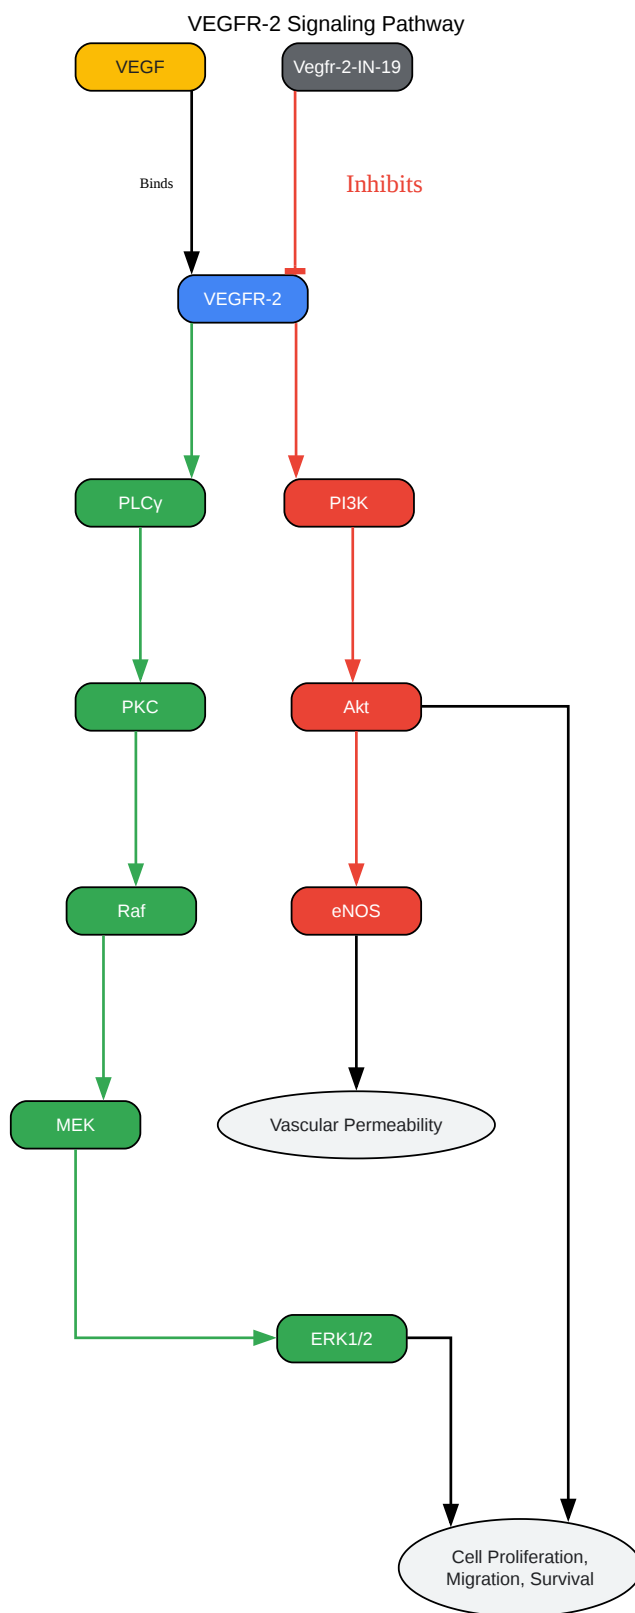 VEGFR-2 Signaling Pathway
VEGF
Vegfr-2-IN-19
Binds
Inhibits
VEGFR-2
PLCγ
PI3K
PKC
Akt
Raf
eNOS
MEK
Vascular Permeability
ERK1/2
Cell Proliferation,
Migration, Survival